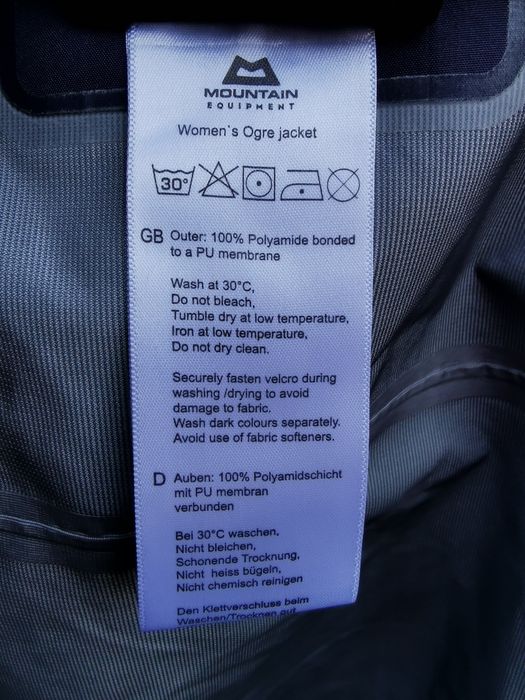 MOUNTAIN
EQUIPMENT
Women`s Ogre jacket
30°
GB Outer: 100% Polyamide bonded
to a PU membrane
Wash at 30°C,
Do not bleach,
Tumble dry at low temperature,
Iron at low temperature,
Do not dry clean.
Securely fasten velcro during
washing /drying to avoid
damage to fabric.
Wash dark colours separately.
Avoid use of fabric softeners.
D Auben: 100% Polyamidschicht
mit PU membran
verbunden
Bei 30°C waschen,
Nicht bleichen,
Schonende Trocknung,
Nicht heiss bügeln,
Nicht chemisch reinigen
Den Klettverschluss beim
Waschen/Trocknen gut